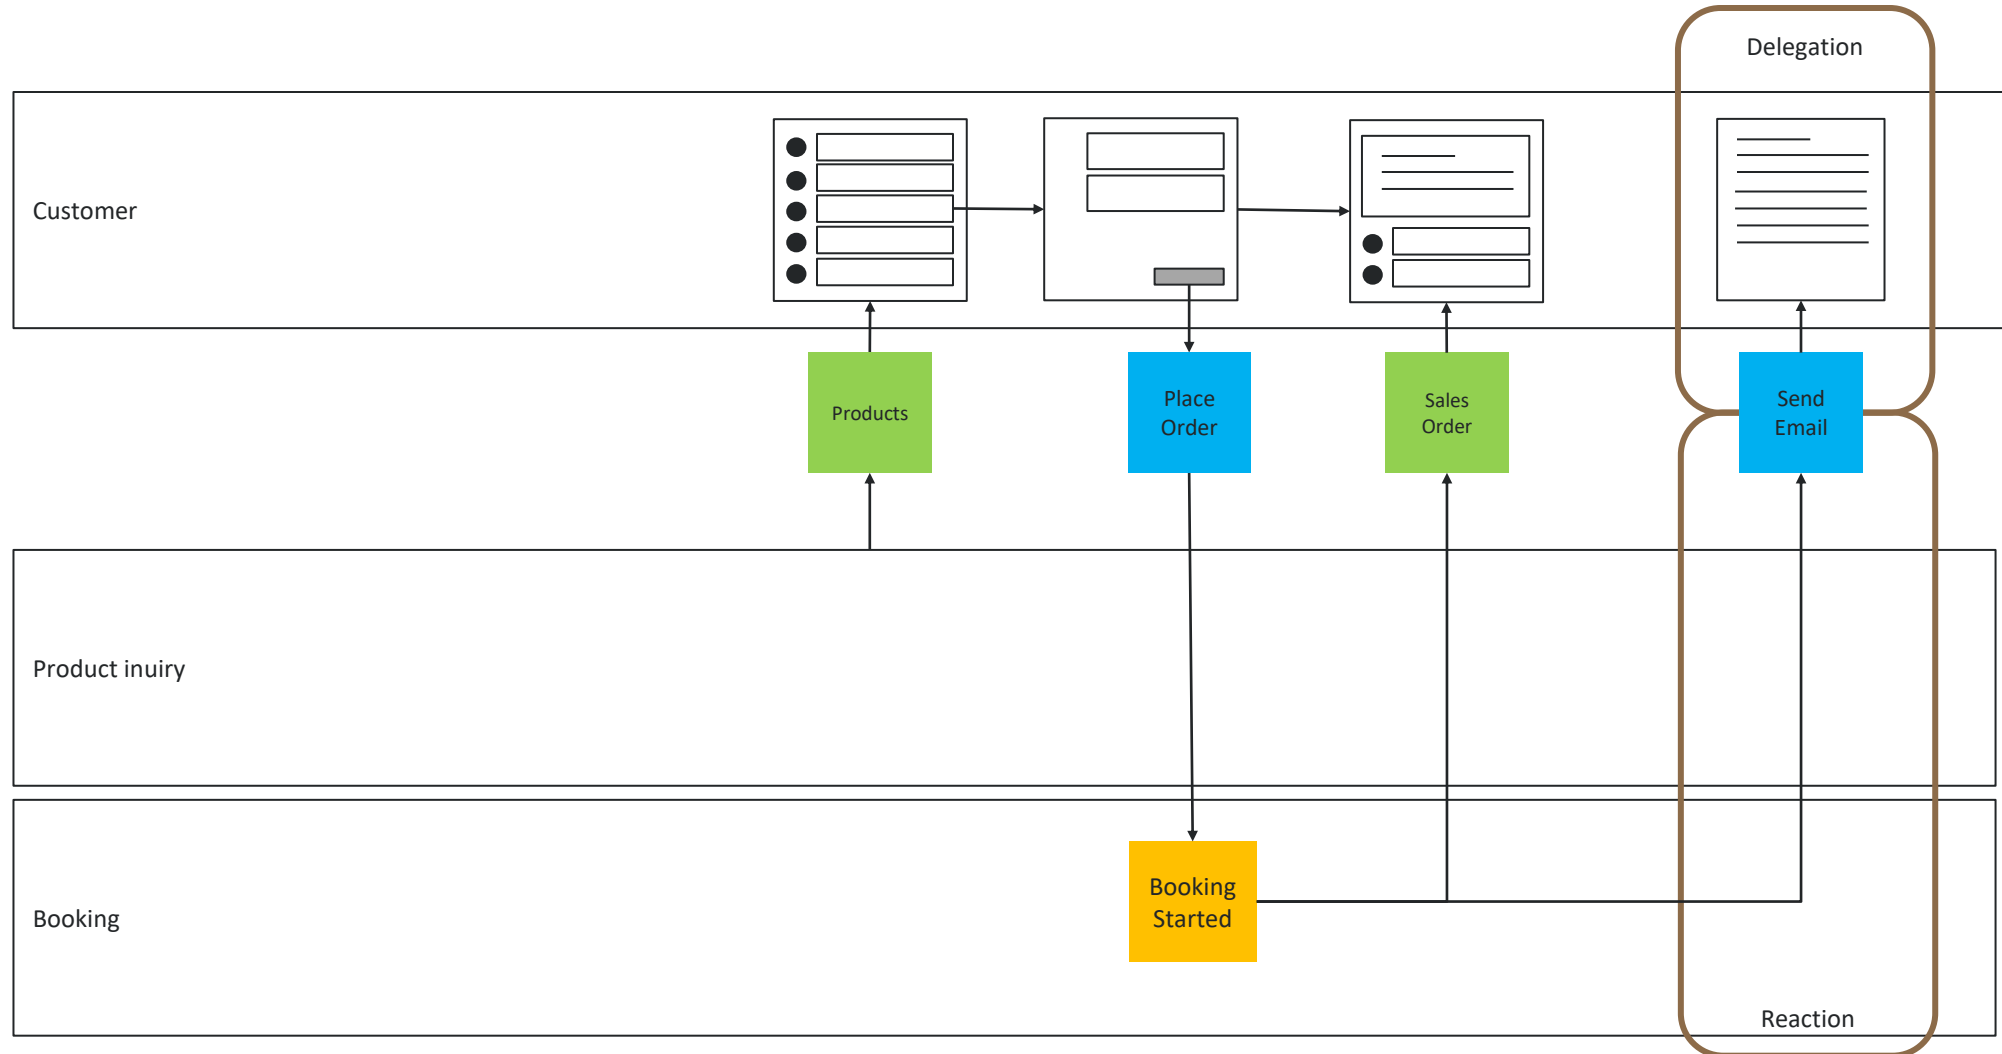 Delegation
Customer
Products
Place
Order
Sales
Order
Send
Email
Product inuiry
Booking
Booking
Started
Reaction